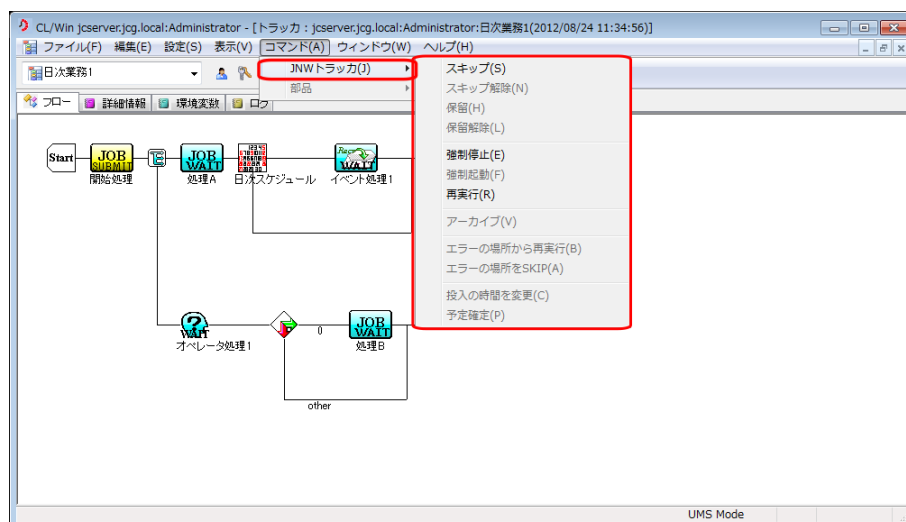 CL/Win jcserver.jcg.local:Administrator - [トラッカ : jcserver.jcg.local:Administrator:日次業務1(2012/08/24 11:34:56)]
ファイル(F) 編集(E) 設定(S) 表示(V) コマンド(A) ウィンドウ(W) ヘルプ(H)
日次業務1
JNWトラッカ(J)
部品
スキップ(S)
スキップ解除(N)
保留(H)
保留解除(L)
強制停止(E)
強制起動(F)
再実行(R)
アーカイブ(V)
エラーの場所から再実行(B)
エラーの場所をSKIP(A)
投入の時間を変更(C)
予定確定(P)
フロー 詳細情報 環境変数 ログ
Start
JOB
SUBMIT
開始処理
JOB
WAIT
処理A
日次スケジュール
WAIT
イベント処理1
WAIT
オペレータ処理1
0
JOB
WAIT
処理B
other
UMS Mode